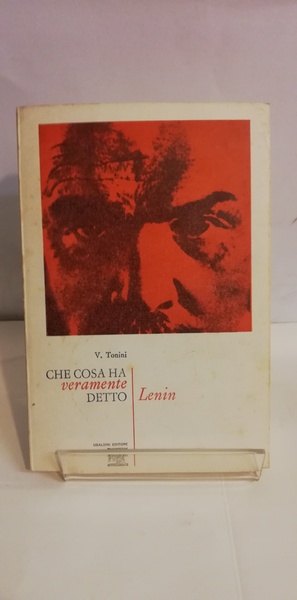 V. Tonini
CHE COSA HA
veramente
DETTO
Lenin
UBALDINI EDITORE